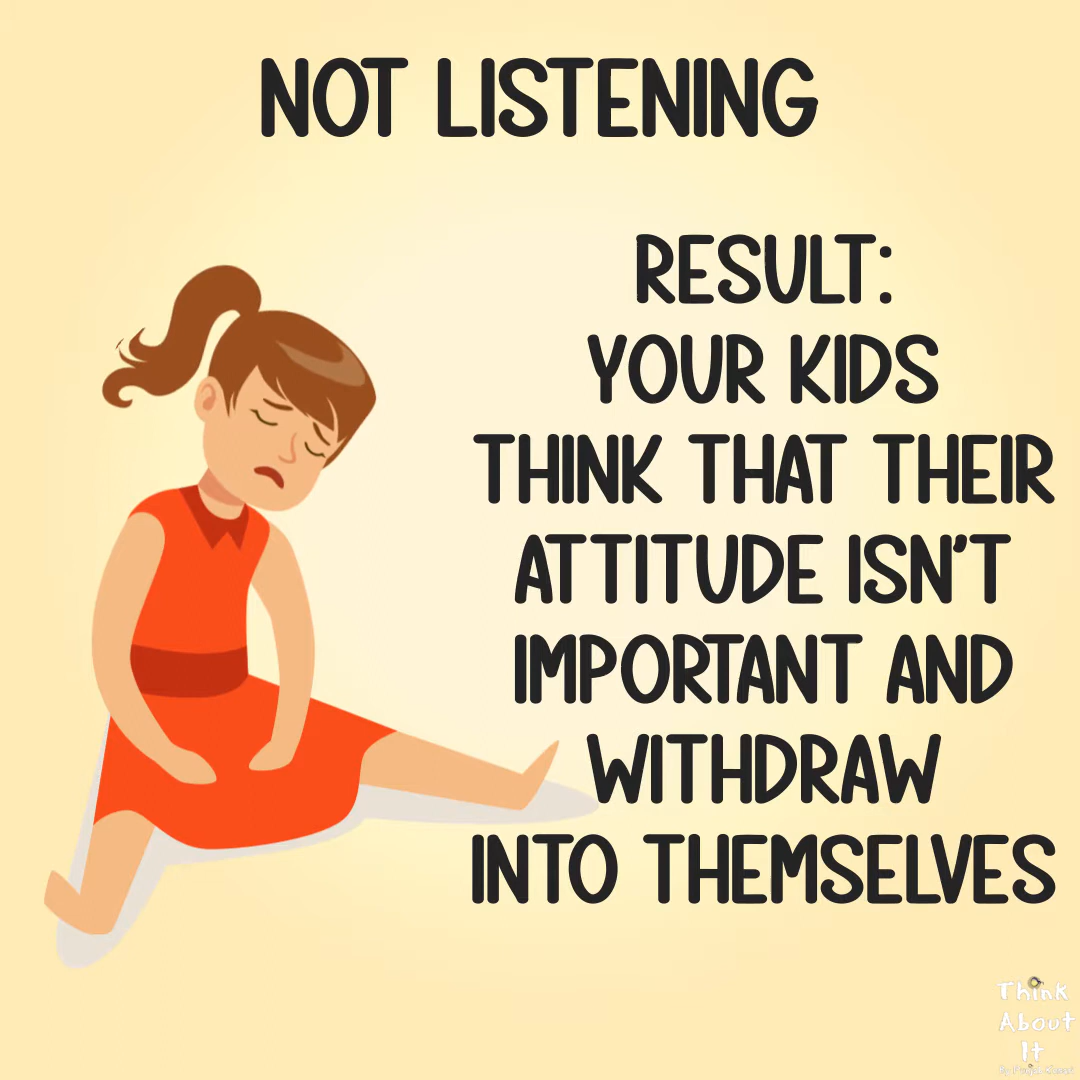 NOT LISTENING
RESULT:
YOUR KIDS
THINK THAT THEIR
ATTITUDE ISN'T
IMPORTANT AND
WITHDRAW
INTO THEMSELVES
Think
About
It